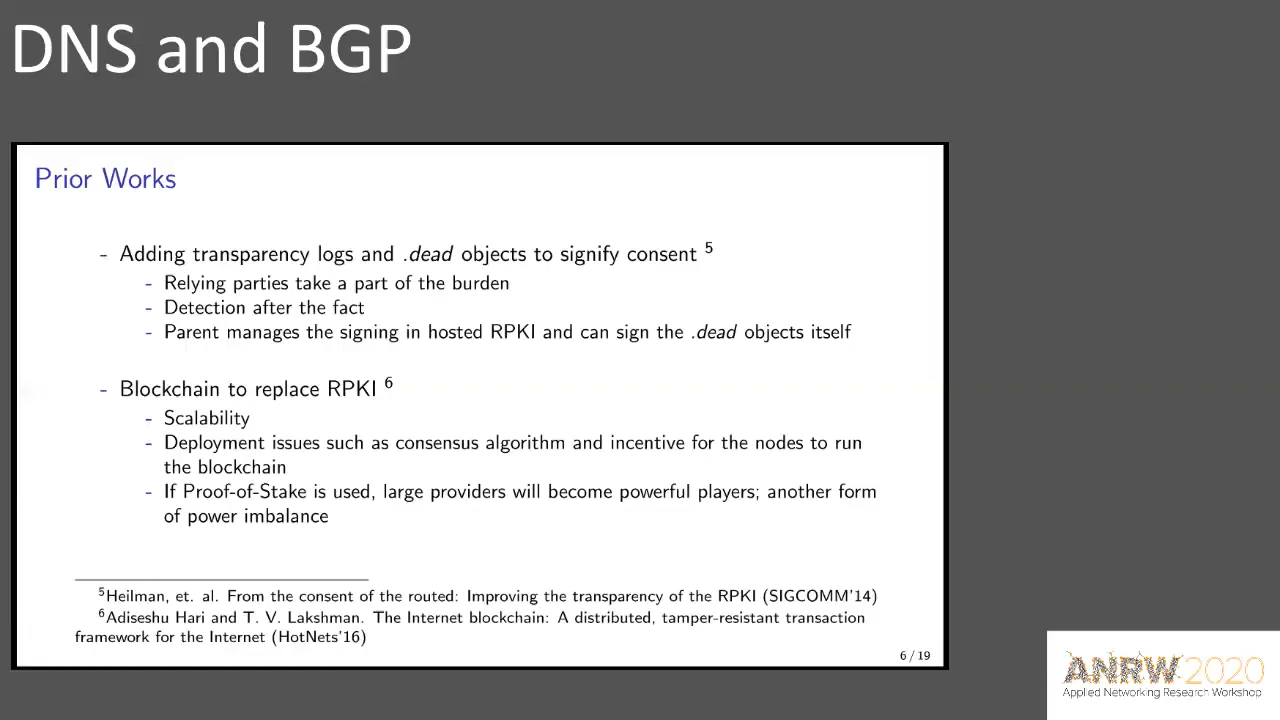 DNS and BGP
Prior Works
- Adding transparency logs and .dead objects to signify consent 5
- Relying parties take a part of the burden
- Detection after the fact
- Parent manages the signing in hosted RPKI and can sign the .dead objects itself
- Blockchain to replace RPKI 6
- Scalability
- Deployment issues such as consensus algorithm and incentive for the nodes to run
the blockchain
- If Proof-of-Stake is used, large providers will become powerful players; another form
of power imbalance
5Heilman, et. al. From the consent of the routed: Improving the transparency of the RPKI (SIGCOMM'14)
6Adiseshu Hari and T. V. Lakshman. The Internet blockchain: A distributed, tamper-resistant transaction
framework for the Internet (HotNets'16)
6 / 19
ANRW2020
Applied Networking Research Workshop